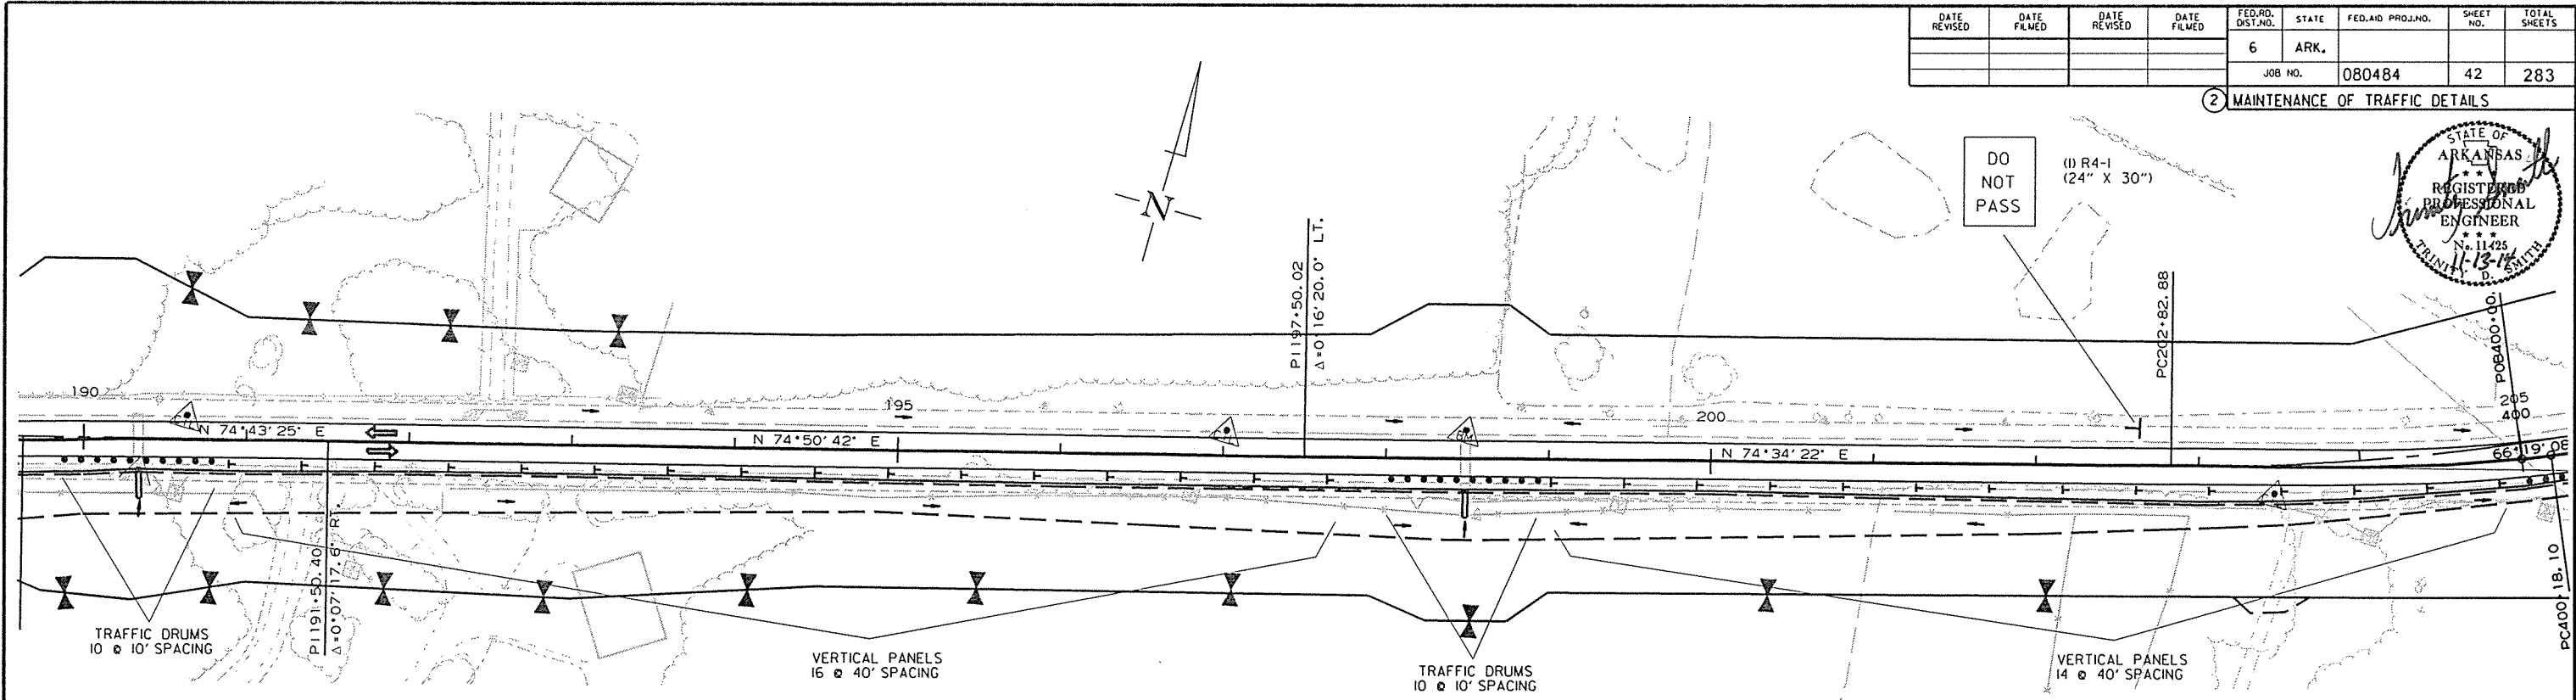 DATE REVISED
DATE FILMED
DATE REVISED
DATE FILMED
FED.RD. DIST.NO.
STATE
FED.AID PROJ.NO.
SHEET NO.
TOTAL SHEETS
6
ARK.
JOB NO.
080484
42
283
2 MAINTENANCE OF TRAFFIC DETAILS
STATE OF
ARKANSAS
REGISTERED
PROFESSIONAL
ENGINEER
No. 11425
11-13-14
TRINITY D. SMITH
DO
NOT
PASS
(1) R4-1
(24" X 30")
N
PI197+50.02
Δ=0°16'20.0" LT.
PC202+82.88
POB400+00.
190
195
200
205
400
N 74°43'25" E
N 74°50'42" E
N 74°34'22" E
66°19'08
PI191+50.40
Δ=0°07'17.6" R.
PC400+18.10
TRAFFIC DRUMS
10 @ 10' SPACING
VERTICAL PANELS
16 @ 40' SPACING
TRAFFIC DRUMS
10 @ 10' SPACING
VERTICAL PANELS
14 @ 40' SPACING